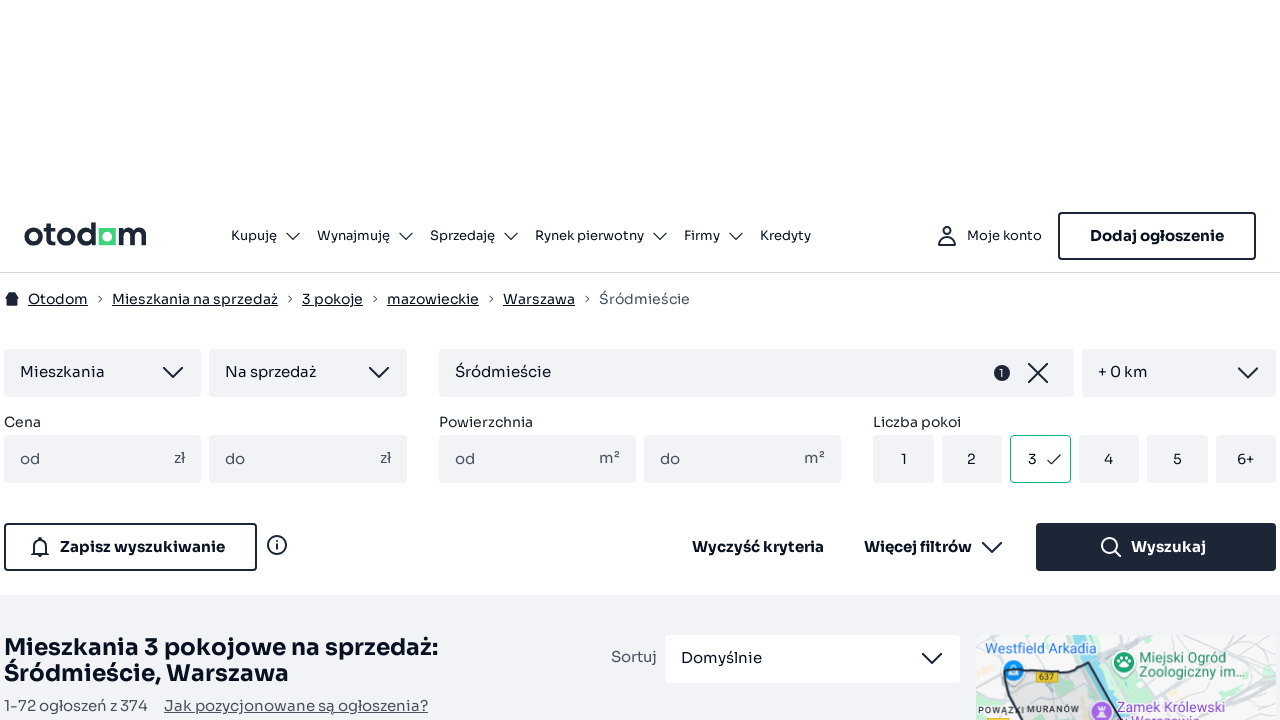 otodom
Kupuję Wynajmuję Sprzedaję Rynek pierwotny Firmy Kredyty Moje konto Dodaj ogłoszenie
Otodom Mieszkania na sprzedaż 3 pokoje mazowieckie Warszawa Śródmieście
Mieszkania Na sprzedaż Śródmieście 1 + 0 km
Cena Powierzchnia Liczba pokoi
od zł do zł od m² do m² 1 2 3 4 5 6+
Zapisz wyszukiwanie Wyczyść kryteria Więcej filtrów Wyszukaj
Mieszkania 3 pokojowe na sprzedaż:
Śródmieście, Warszawa
Sortuj Domyślnie
1-72 ogłoszeń z 374 Jak pozycjonowane są ogłoszenia?
Westfield Arkadia
Miejski Ogród
Zoologiczny im...
637
POWĄZKI MURANÓW
Zamek Królewski
w Warszawie